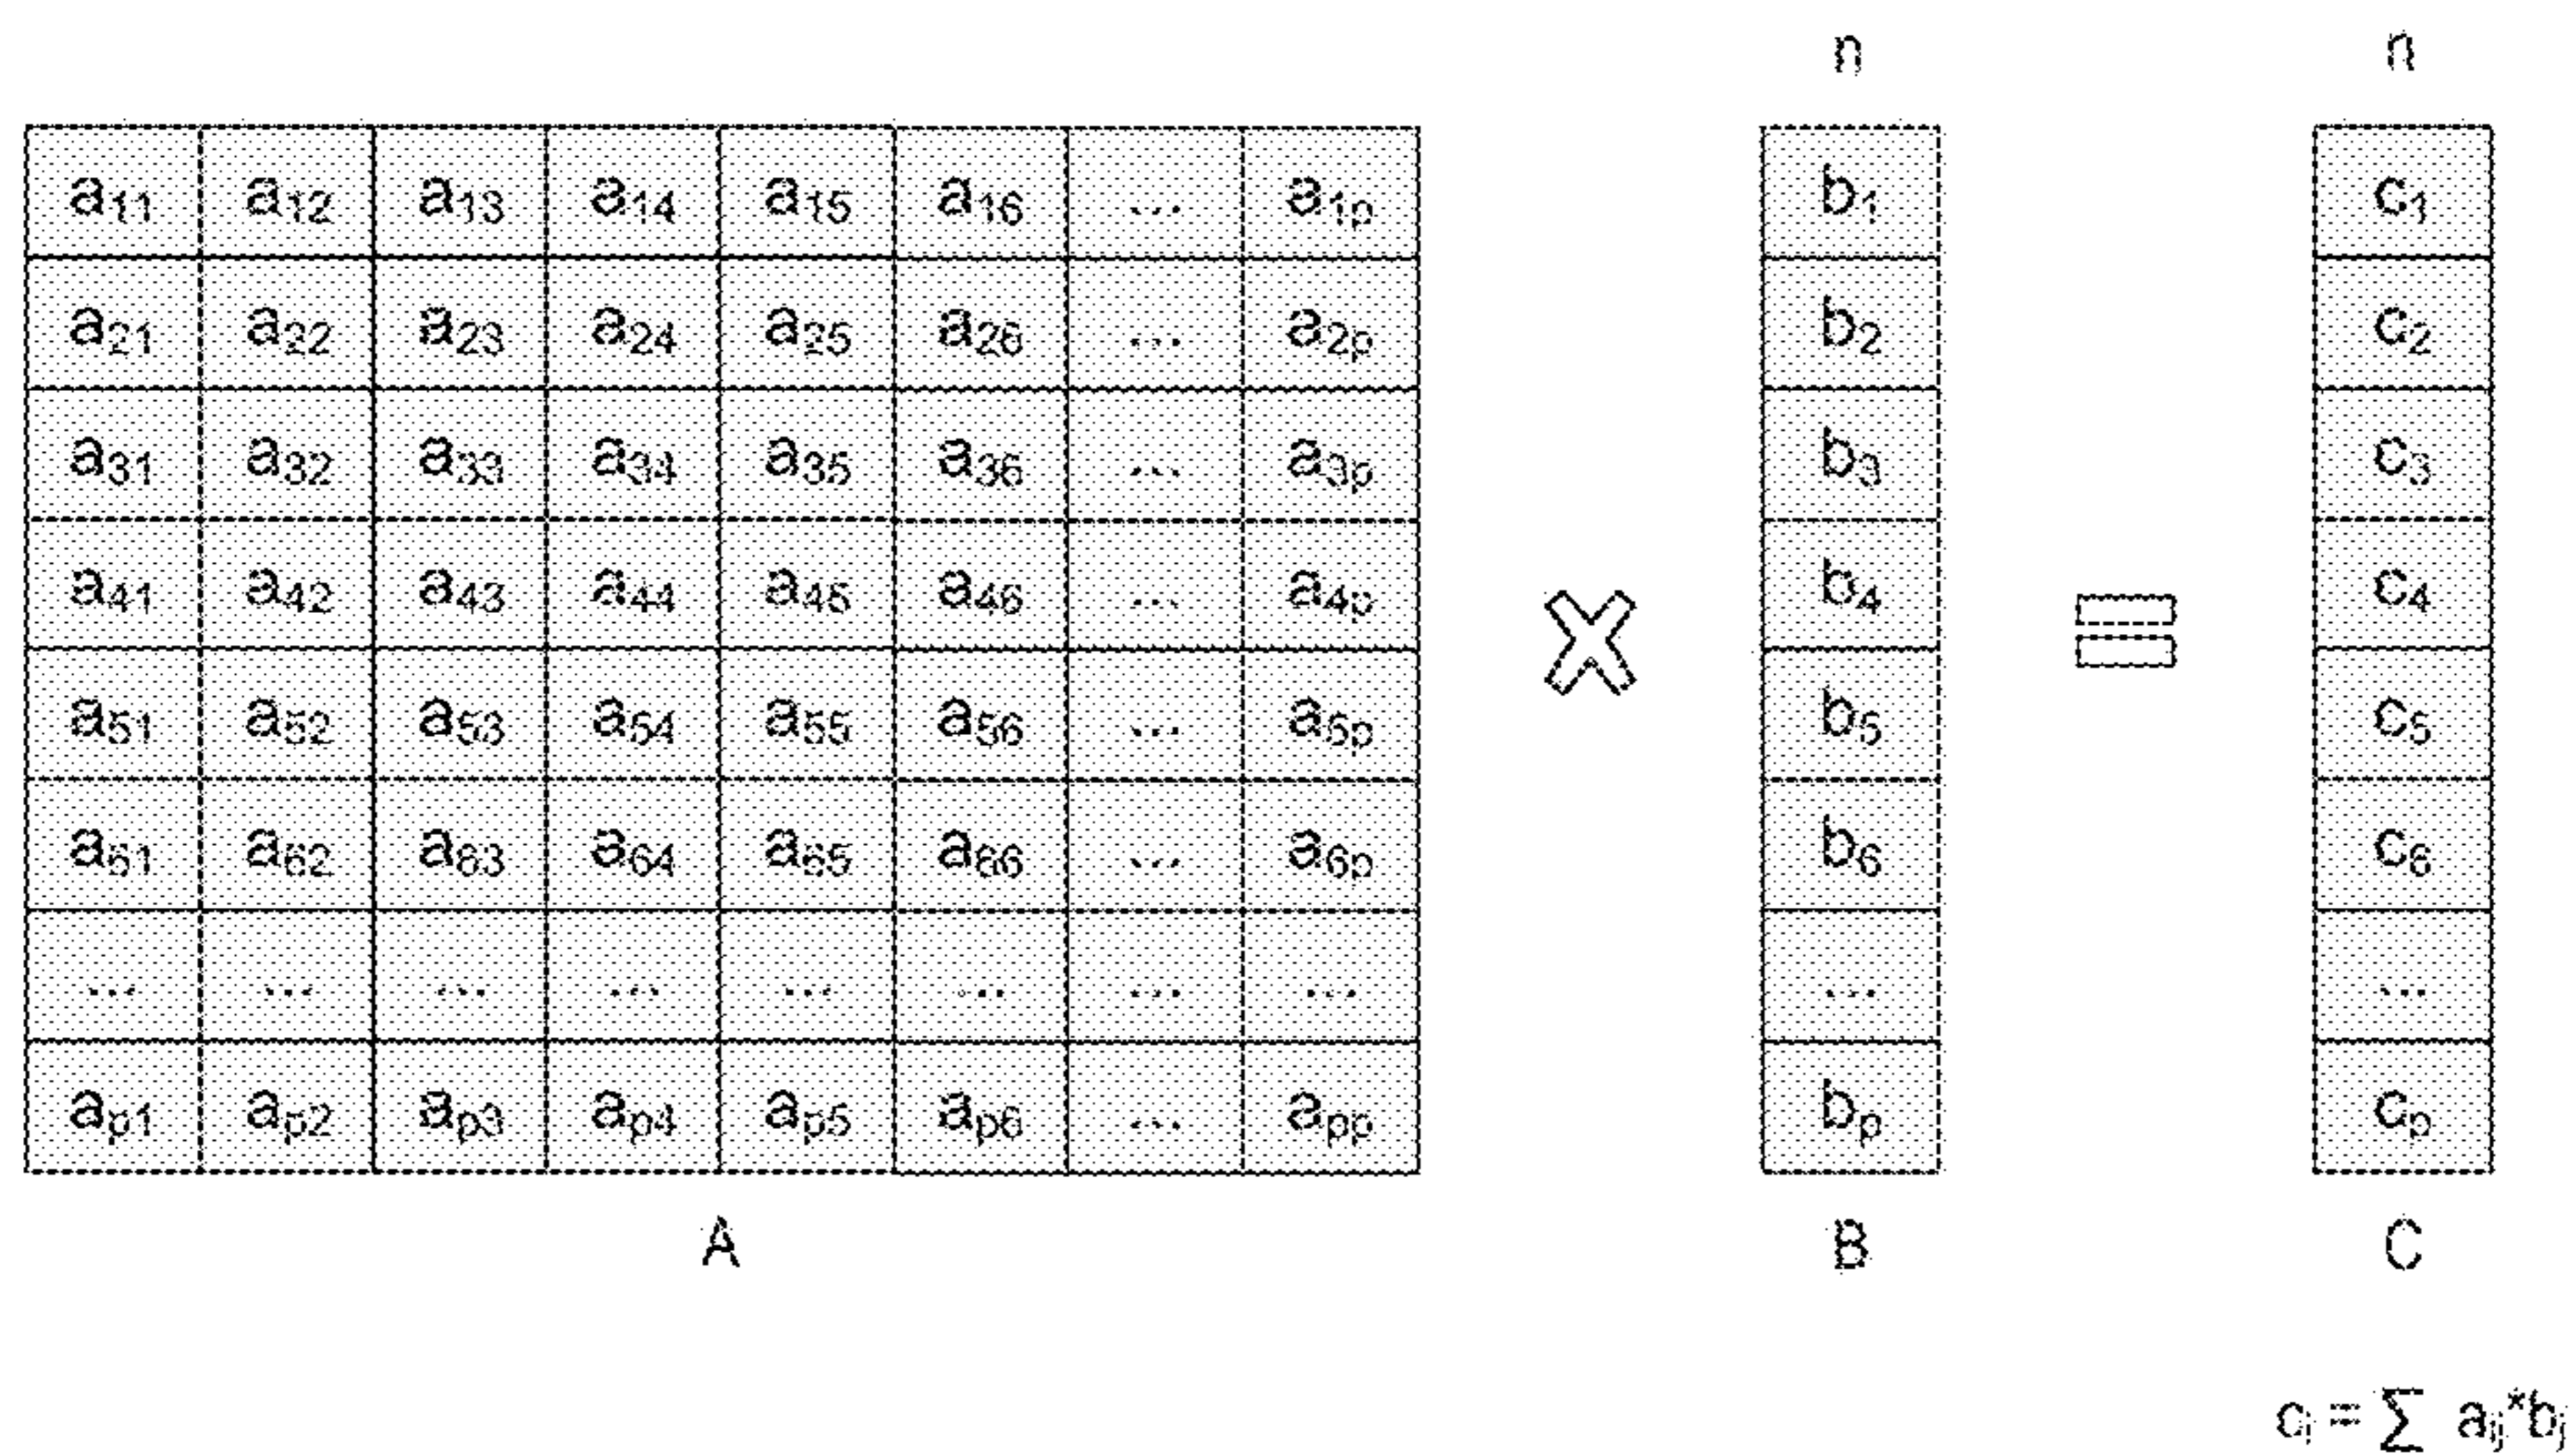 n n
a11 a12 a13 a14 a15 a16 ... a1p b1 c1
a21 a22 a23 a24 a25 a26 ... a2p b2 c2
a31 a32 a33 a34 a35 a36 ... a3p b3 c3
a41 a42 a43 a44 a45 a46 ... a4p b4 c4
a51 a52 a53 a54 a55 a56 ... a5p b5 c5
a61 a62 a63 a64 a65 a66 ... a6p b6 c6
... ... ... ... ... ... ... ... ... ...
ap1 ap2 ap3 ap4 ap5 ap6 ... app bp cp
A × B = C
ci = ∑ aij*bj